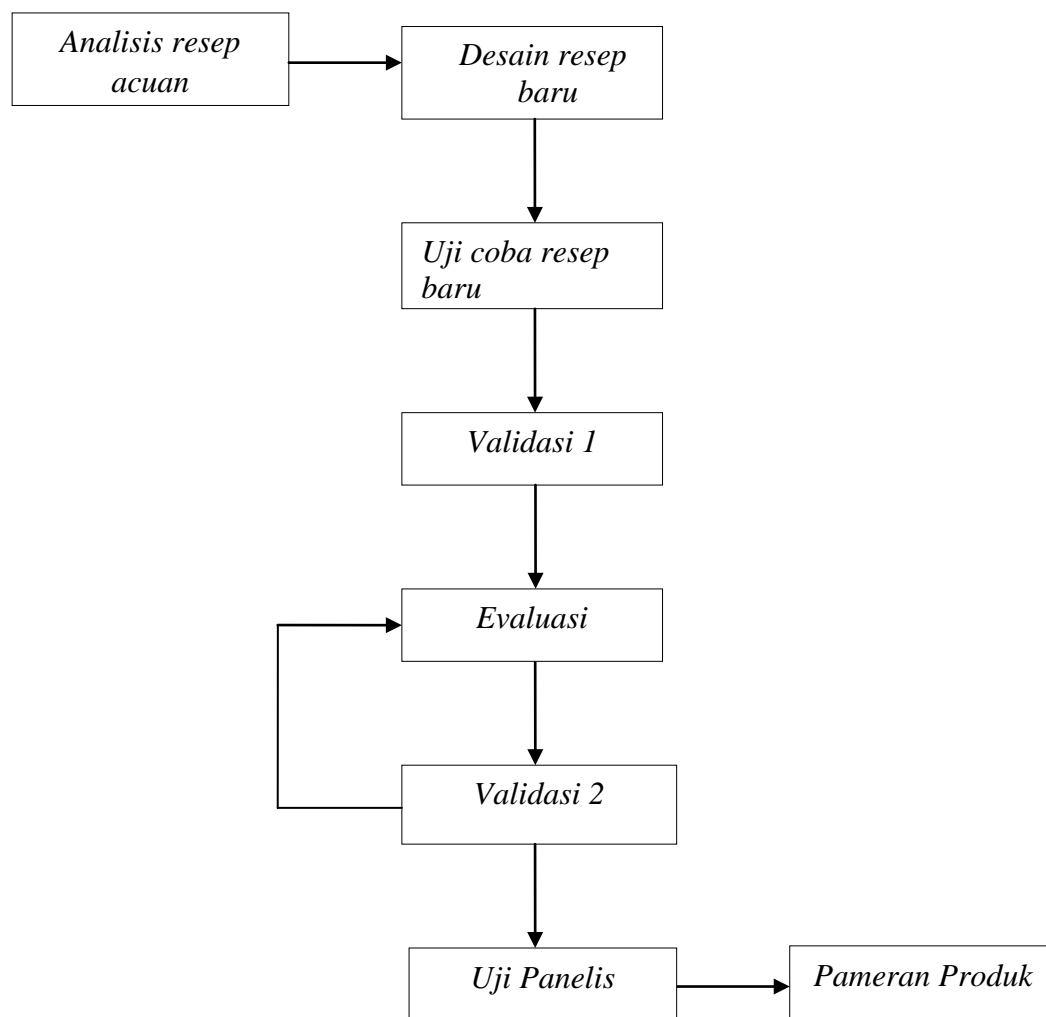 Analisis resep
acuan
Desain resep
baru
Uji coba resep
baru
Validasi 1
Evaluasi
Validasi 2
Uji Panelis
Pameran Produk